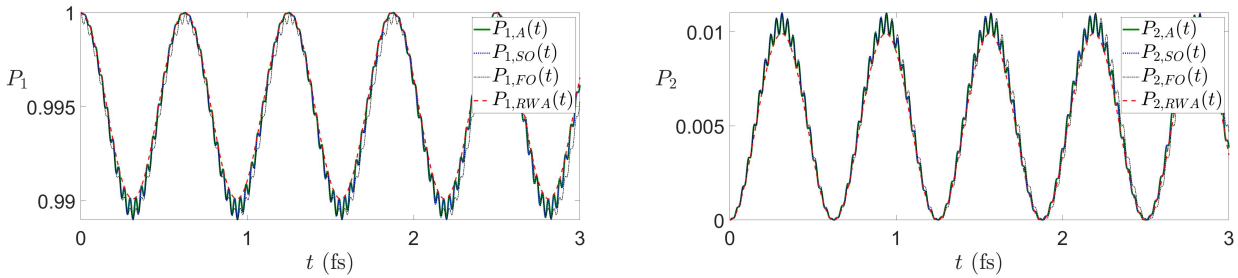 1
0.995
0.99
P₁
0 1 2 3
t (fs)
P₁,A(t)
P₁,SO(t)
P₁,FO(t)
P₁,RWA(t)
0.01
0.005
0
P₂
0 1 2 3
t (fs)
P₂,A(t)
P₂,SO(t)
P₂,FO(t)
P₂,RWA(t)